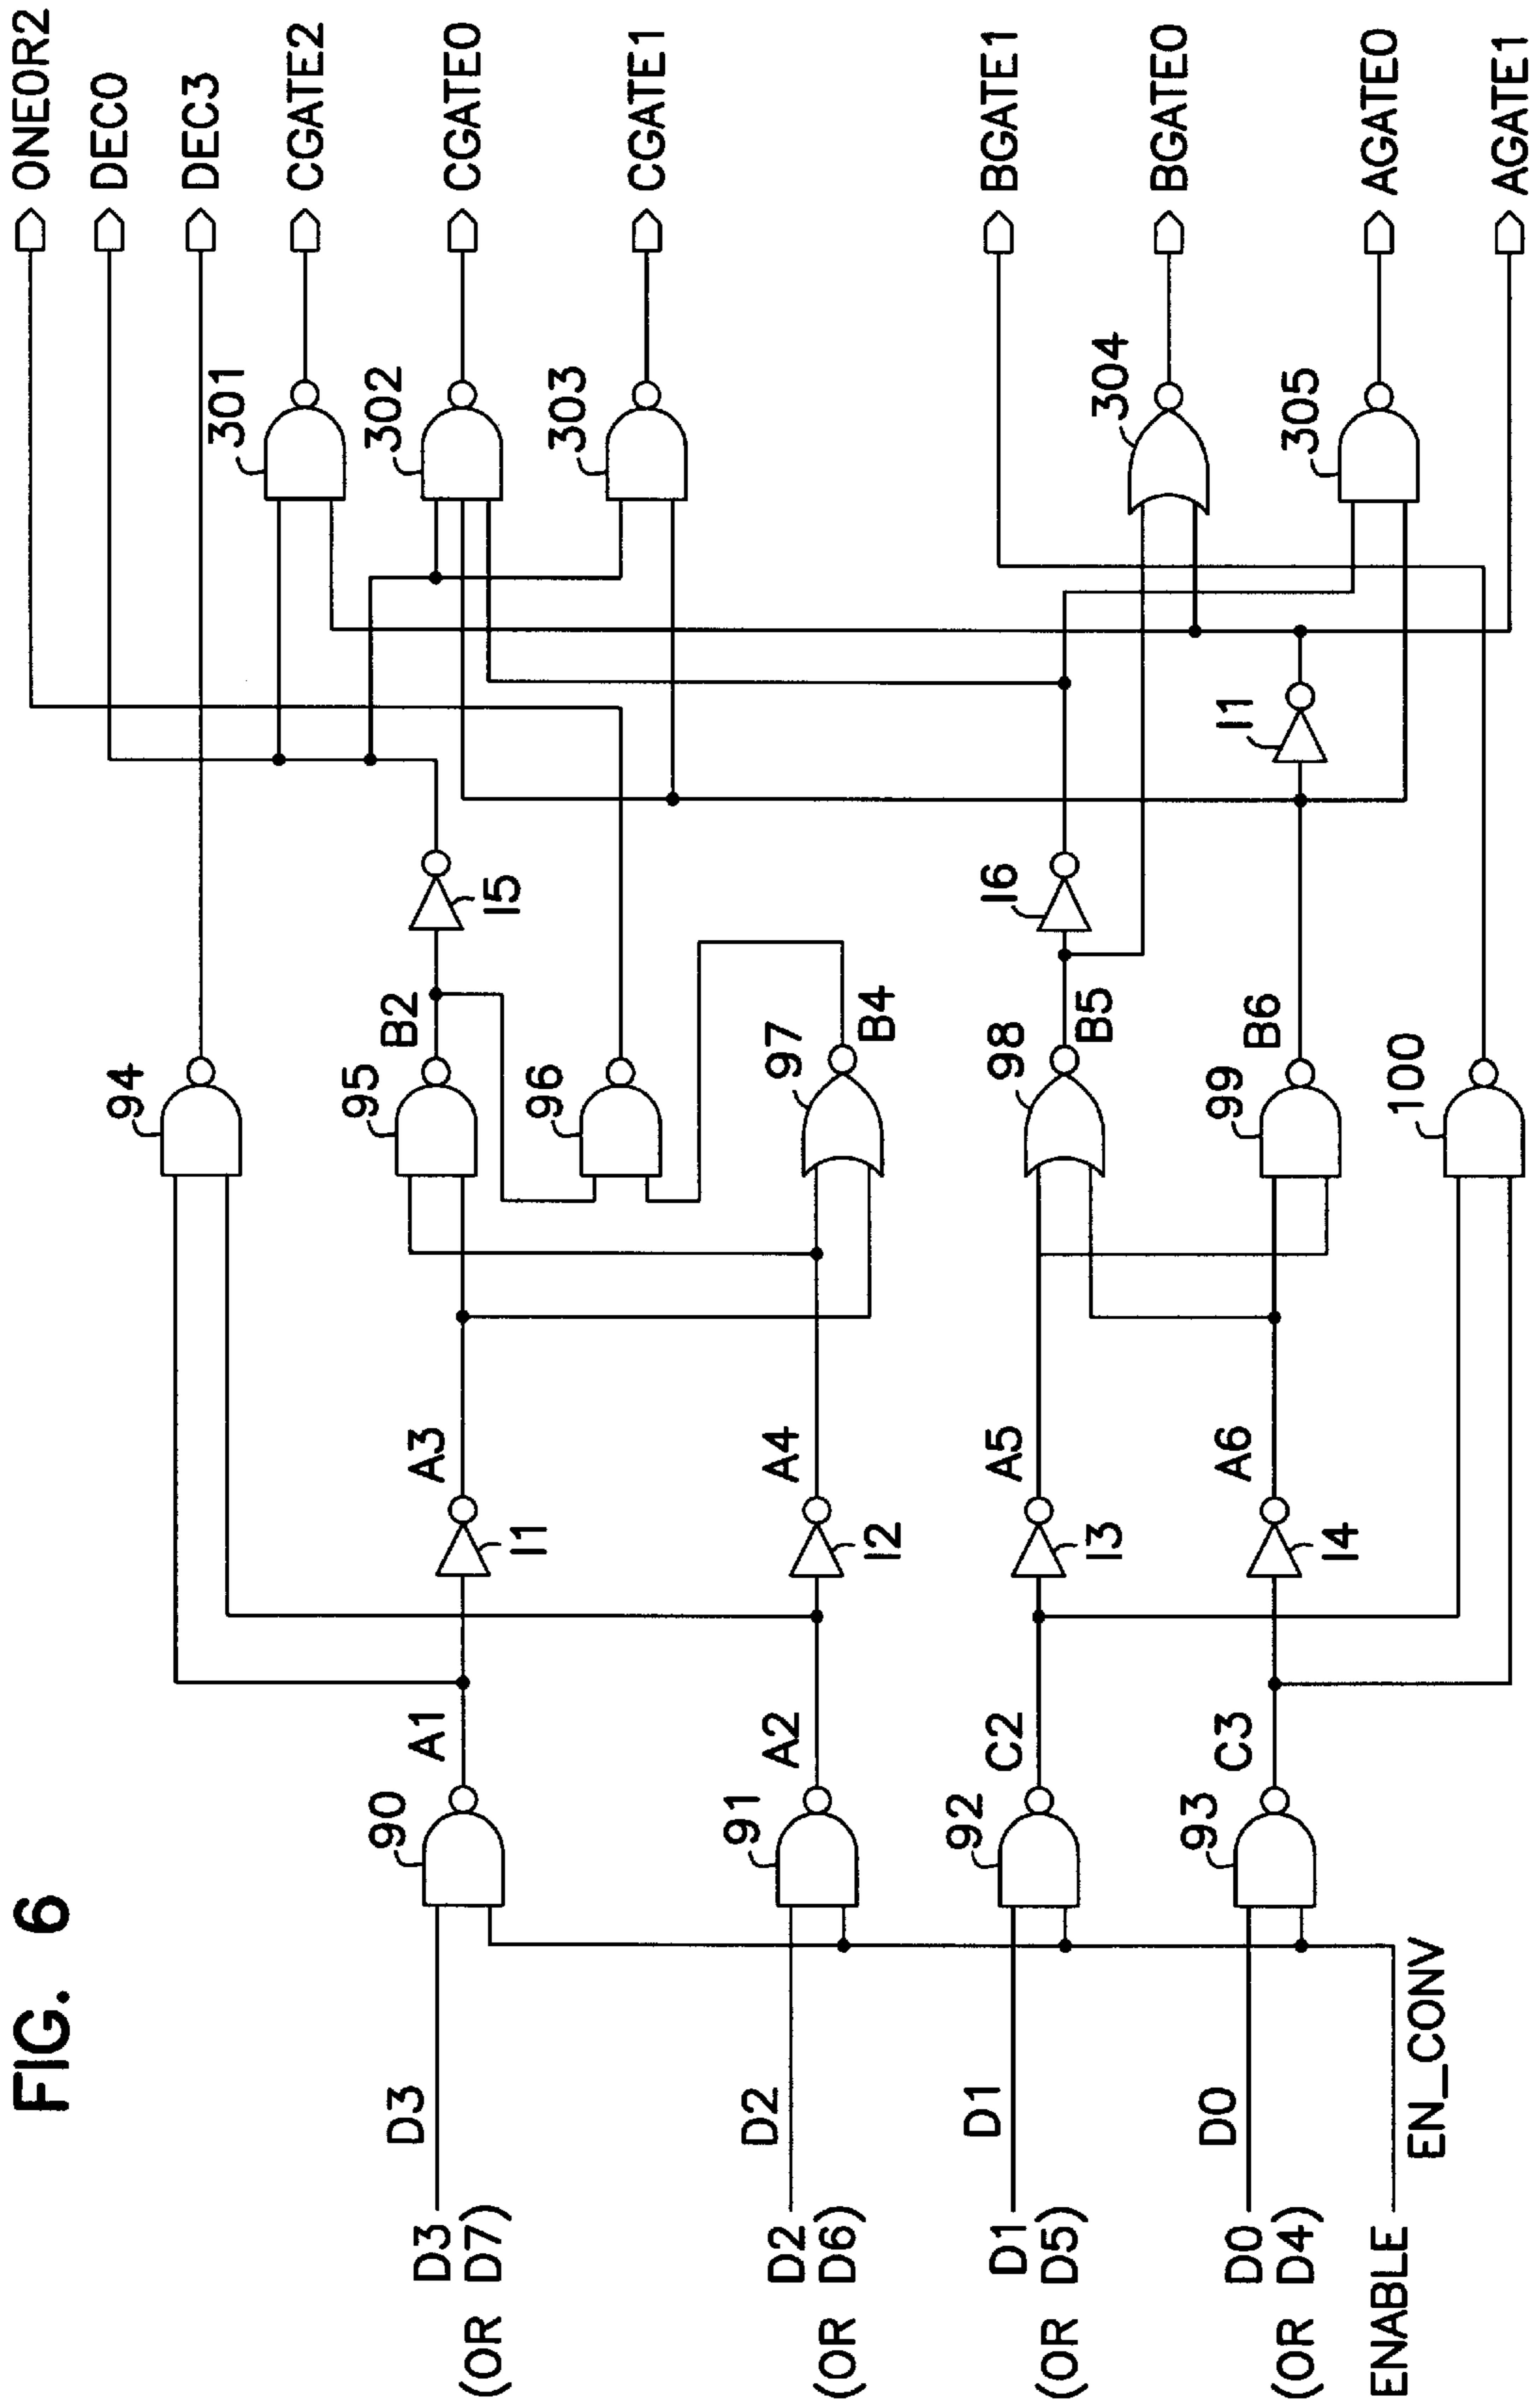 FIG. 6
ONEOR2
DEC0
DEC3
CGATE2
CGATE0
CGATE1
BGATE1
BGATE0
AGATE0
AGATE1
301
302
303
304
305
94
95
B2
I5
96
97
B4
98
B5
I6
99
B6
I1
100
A3
I1
A4
I2
A5
I3
A6
I4
90
A1
91
A2
92
C2
93
C3
D3
D3
(OR D7)
D2
D2
(OR D6)
D1
D1
(OR D5)
D0
D0
(OR D4)
ENABLE
EN_CONV